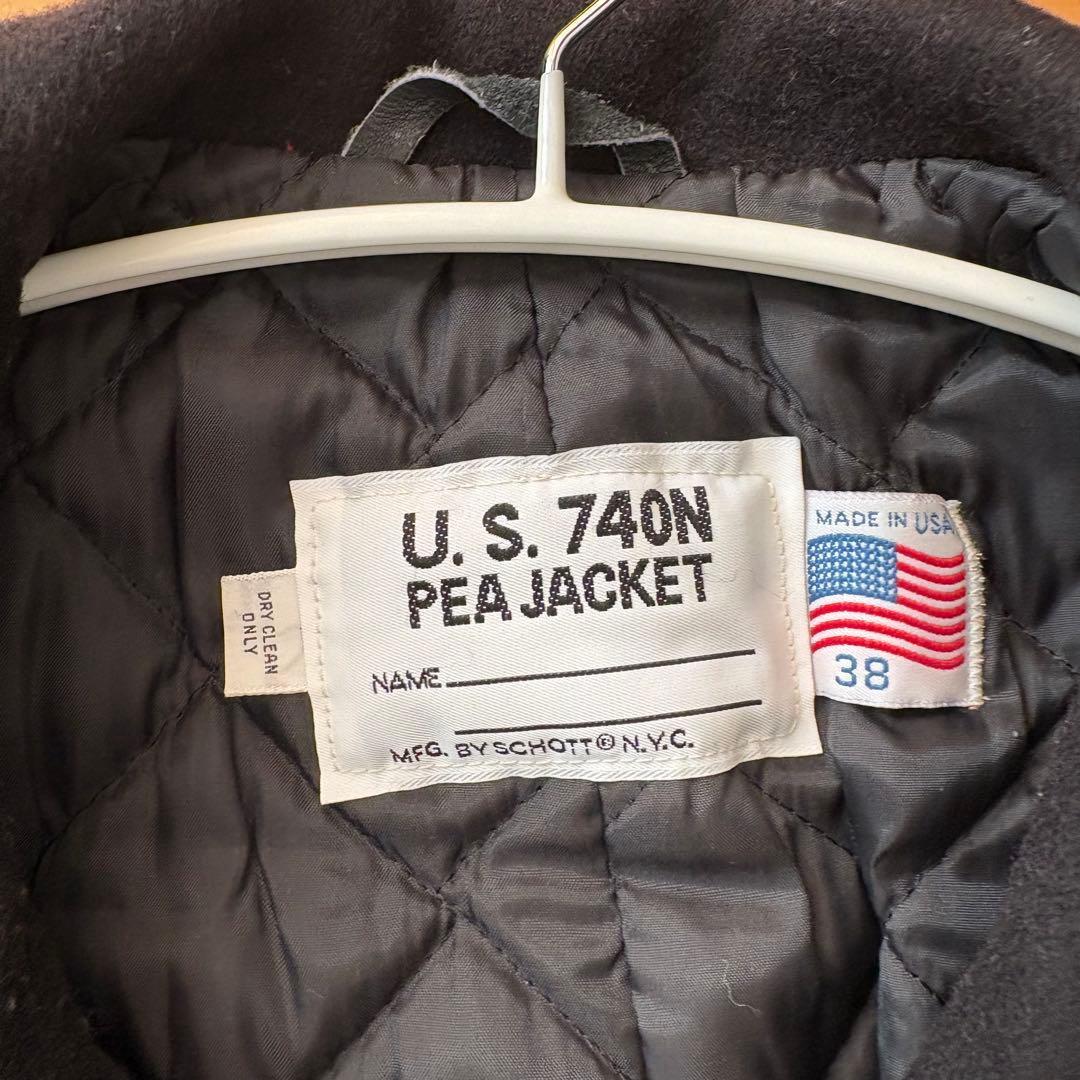 U. S. 740N
PEA JACKET
NAME
MFG. BY SCHOTT® N.Y.C.
DRY CLEAN
ONLY
MADE IN USA
38